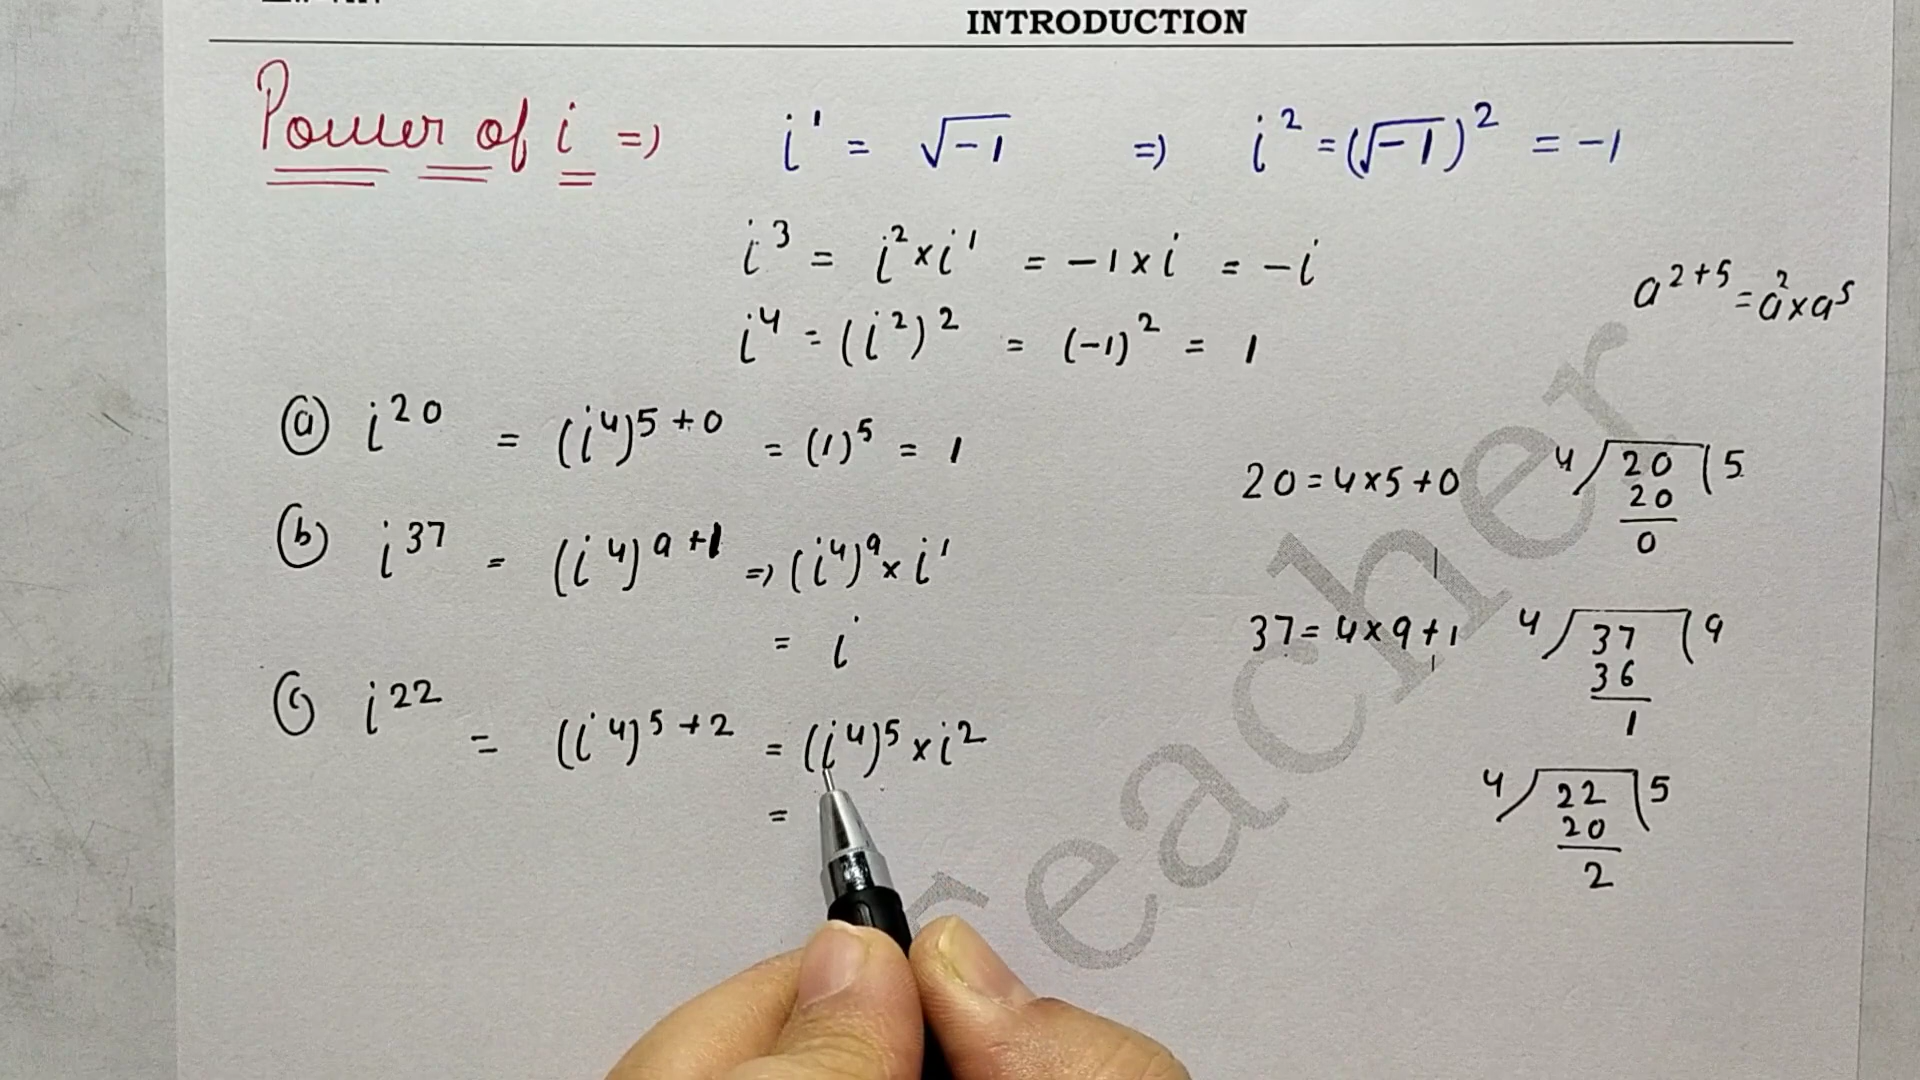 INTRODUCTION
Power of i => i¹ = √-1 => i² = (√-1)² = -1
i³ = i² × i¹ = -1 × i = -i
a²⁺⁵ = a² × a⁵
i⁴ = (i²)² = (-1)² = 1
(a) i²⁰ = (i⁴)⁵ ⁺ ⁰ = (1)⁵ = 1
20 = 4×5+0
4 ) 20 ( 5
20
0
(b) i³⁷ = (i⁴)⁹ ⁺¹ => (i⁴)⁹ × i¹
= i
37 = 4×9+1
4 ) 37 ( 9
36
1
(c) i²² = (i⁴)⁵ ⁺ ² = (i⁴)⁵ × i²
=
4 ) 22 ( 5
20
2
eacher